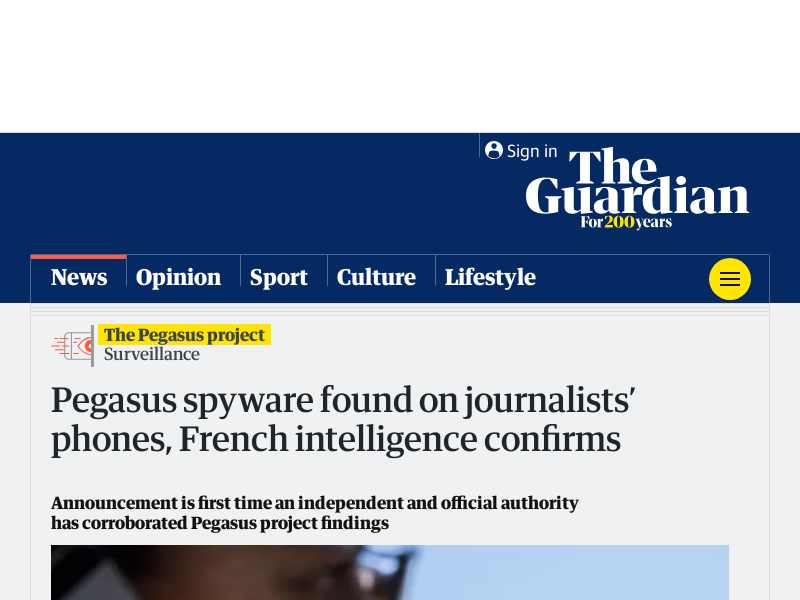 Sign in
The
Guardian
For 200 years
News Opinion Sport Culture Lifestyle
The Pegasus project
Surveillance
Pegasus spyware found on journalists’
phones, French intelligence confirms
Announcement is first time an independent and official authority
has corroborated Pegasus project findings